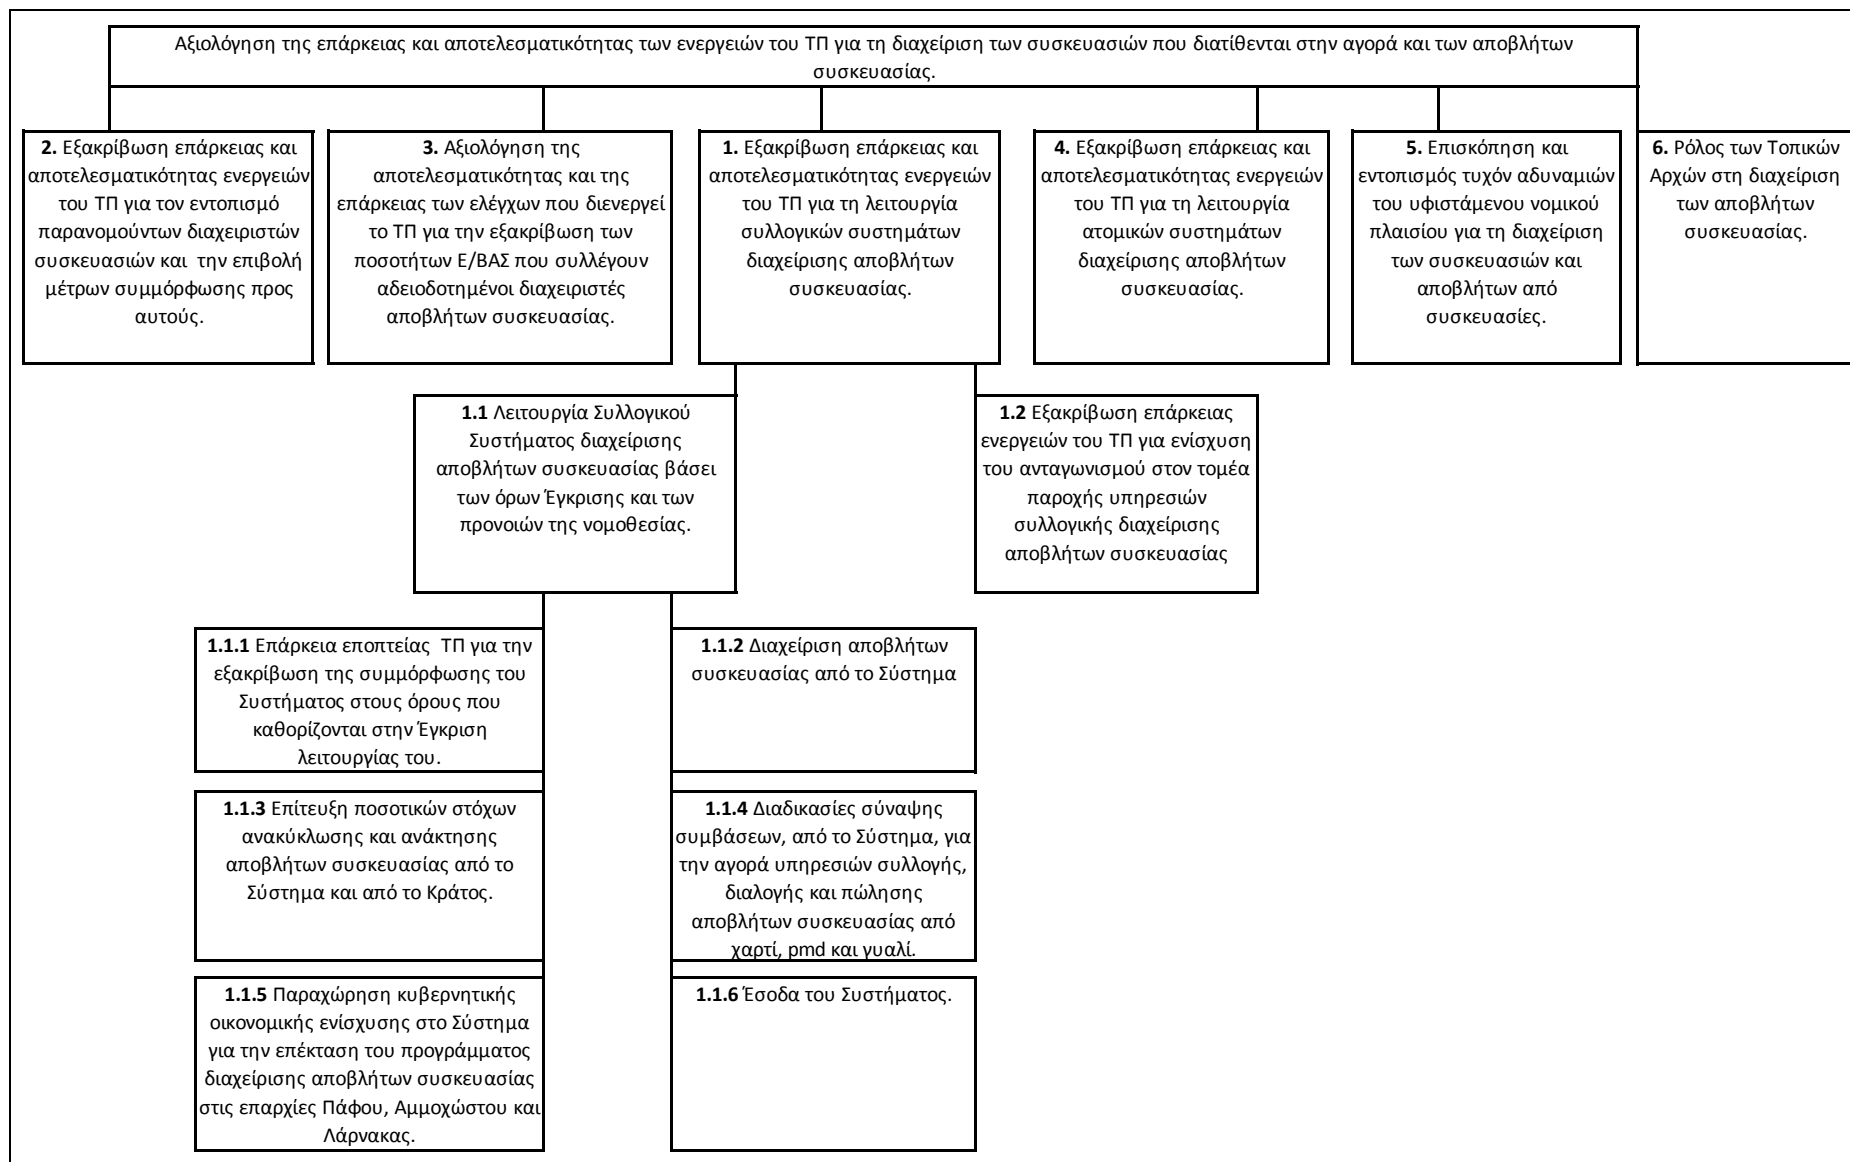 Αξιολόγηση της επάρκειας και αποτελεσματικότητας των ενεργειών του ΤΠ για τη διαχείριση των συσκευασιών που διατίθενται στην αγορά και των αποβλήτων
συσκευασίας.
2. Εξακρίβωση επάρκειας και
αποτελεσματικότητας ενεργειών
του ΤΠ για τον εντοπισμό
παρανομούντων διαχειριστών
συσκευασιών και την επιβολή
μέτρων συμμόρφωσης προς
αυτούς.
3. Αξιολόγηση της
αποτελεσματικότητας και της
επάρκειας των ελέγχων που διενεργεί
το ΤΠ για την εξακρίβωση των
ποσοτήτων Ε/ΒΑΣ που συλλέγουν
αδειοδοτημένοι διαχειριστές
αποβλήτων συσκευασίας.
1. Εξακρίβωση επάρκειας και
αποτελεσματικότητας ενεργειών
του ΤΠ για τη λειτουργία
συλλογικών συστημάτων
διαχείρισης αποβλήτων
συσκευασίας.
4. Εξακρίβωση επάρκειας και
αποτελεσματικότητας ενεργειών
του ΤΠ για τη λειτουργία
ατομικών συστημάτων
διαχείρισης αποβλήτων
συσκευασίας.
5. Επισκόπηση και
εντοπισμός τυχόν αδυναμιών
του υφιστάμενου νομικού
πλαισίου για τη διαχείριση
των συσκευασιών και
αποβλήτων από
συσκευασίες.
6. Ρόλος των Τοπικών
Αρχών στη διαχείριση
των αποβλήτων
συσκευασίας.
1.1 Λειτουργία Συλλογικού
Συστήματος διαχείρισης
αποβλήτων συσκευασίας βάσει
των όρων Έγκρισης και των
προνοιών της νομοθεσίας.
1.2 Εξακρίβωση επάρκειας
ενεργειών του ΤΠ για ενίσχυση
του ανταγωνισμού στον τομέα
παροχής υπηρεσιών
συλλογικής διαχείρισης
αποβλήτων συσκευασίας
1.1.1 Επάρκεια εποπτείας ΤΠ για την
εξακρίβωση της συμμόρφωσης του
Συστήματος στους όρους που
καθορίζονται στην Έγκριση
λειτουργίας του.
1.1.2 Διαχείριση αποβλήτων
συσκευασίας από το Σύστημα
1.1.3 Επίτευξη ποσοτικών στόχων
ανακύκλωσης και ανάκτησης
αποβλήτων συσκευασίας από το
Σύστημα και από το Κράτος.
1.1.4 Διαδικασίες σύναψης
συμβάσεων, από το Σύστημα, για
την αγορά υπηρεσιών συλλογής,
διαλογής και πώλησης
αποβλήτων συσκευασίας από
χαρτί, pmd και γυαλί.
1.1.5 Παραχώρηση κυβερνητικής
οικονομικής ενίσχυσης στο Σύστημα
για την επέκταση του προγράμματος
διαχείρισης αποβλήτων συσκευασίας
στις επαρχίες Πάφου, Αμμοχώστου και
Λάρνακας.
1.1.6 Έσοδα του Συστήματος.